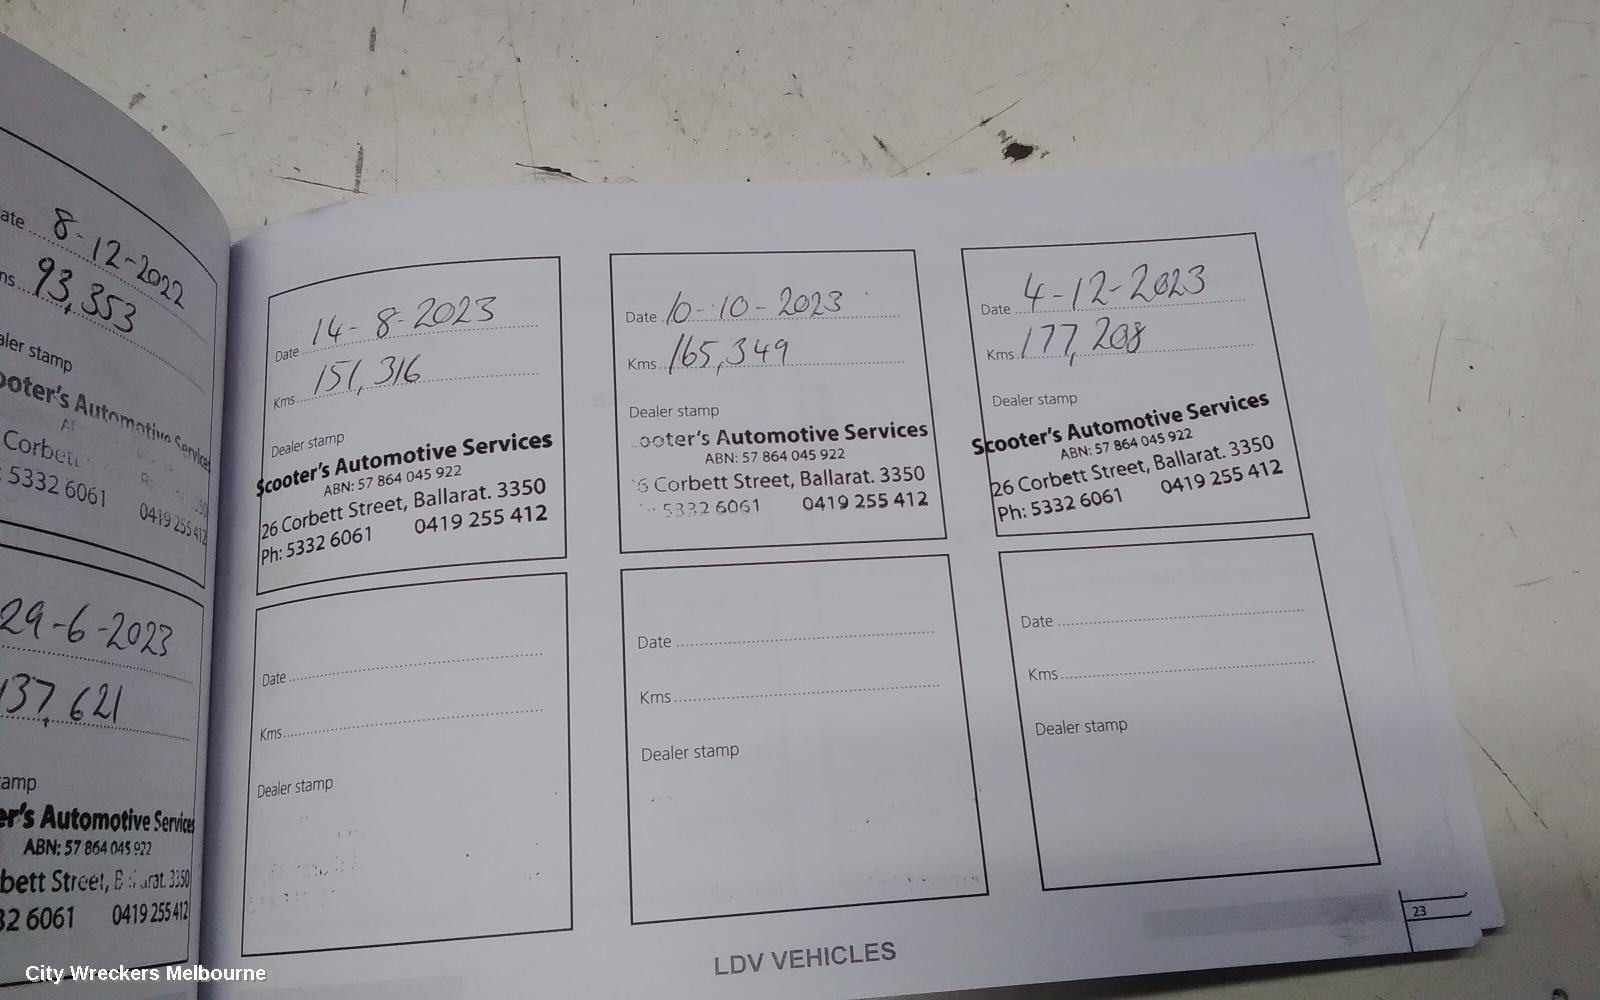 ate 8-12-2022
ns 93,353
aler stamp
ooter's Automotive Services
Corbett
5332 6061
0419 255 412
29-6-2023
137,621
amp
er's Automotive Services
ABN: 57 864 045 922
bett Street, Ballarat. 3350
32 6061 0419 255 412
Date 14-8-2023
Kms 151,316
Dealer stamp
Scooter's Automotive Services
ABN: 57 864 045 922
26 Corbett Street, Ballarat. 3350
Ph: 5332 6061 0419 255 412
Date 10-10-2023
Kms 165,349
Dealer stamp
ooter's Automotive Services
ABN: 57 864 045 922
6 Corbett Street, Ballarat. 3350
5332 6061 0419 255 412
Date 4-12-2023
Kms 177,208
Dealer stamp
Scooter's Automotive Services
ABN: 57 864 045 922
26 Corbett Street, Ballarat. 3350
Ph: 5332 6061 0419 255 412
Date
Kms
Dealer stamp
Date
Kms
Dealer stamp
Date
Kms
Dealer stamp
23
LDV VEHICLES
City Wreckers Melbourne